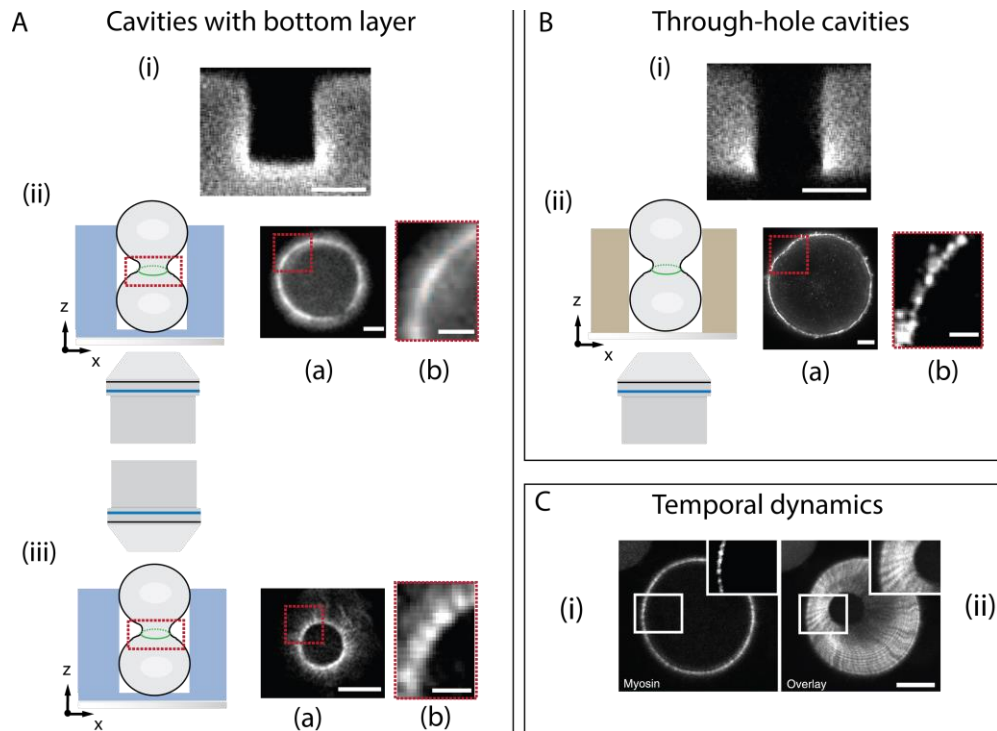 A Cavities with bottom layer
(i)
(ii)
z
x
(a)
(b)
(iii)
z
x
(a)
(b)
B Through-hole cavities
(i)
(ii)
z
x
(a)
(b)
C Temporal dynamics
(i)
Myosin
Overlay
(ii)